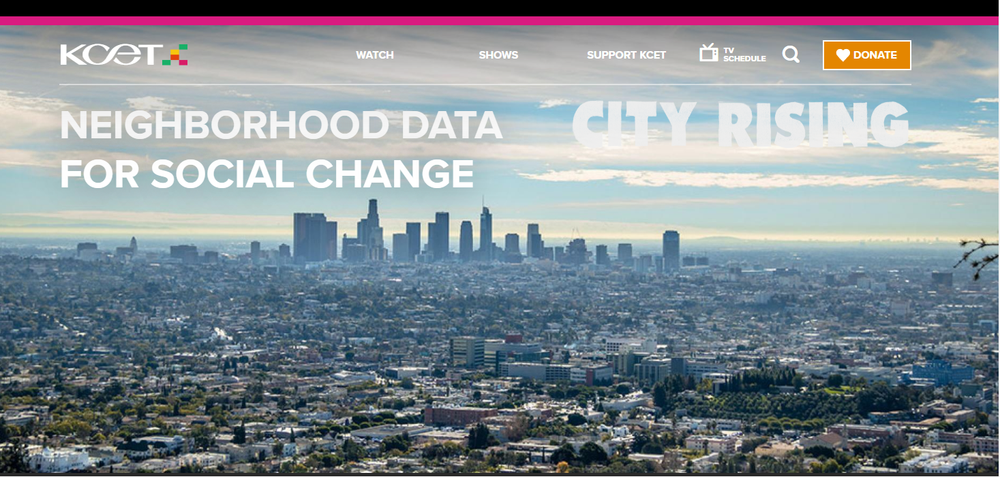 KCET
WATCH
SHOWS
SUPPORT KCET
TV
SCHEDULE
DONATE
NEIGHBORHOOD DATA
FOR SOCIAL CHANGE
CITY RISING